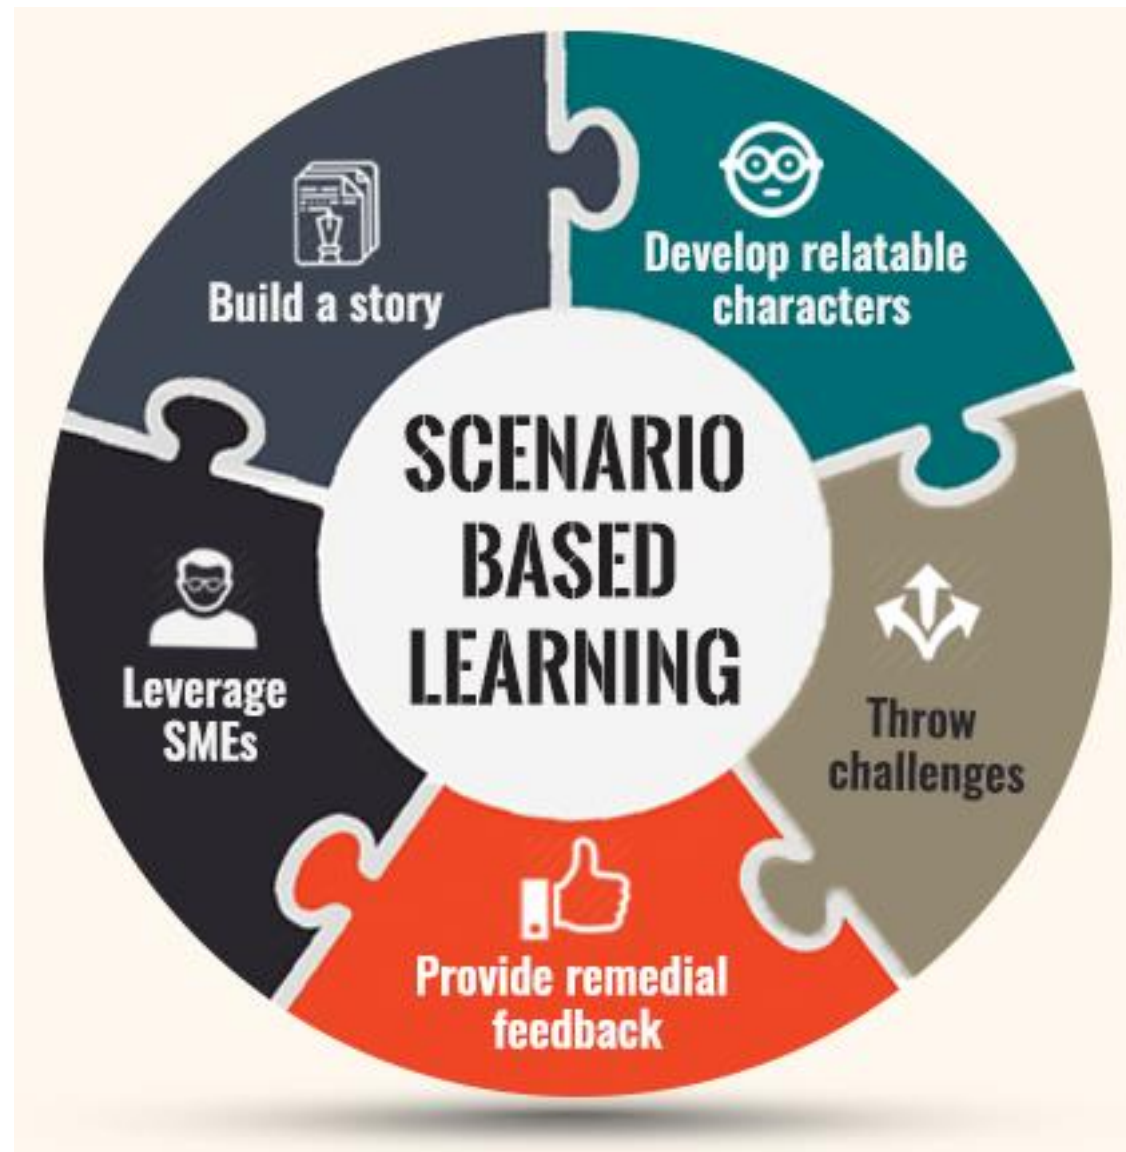 Build a story
Develop relatable
characters
SCENARIO
BASED
LEARNING
Leverage
SMEs
Throw
challenges
Provide remedial
feedback